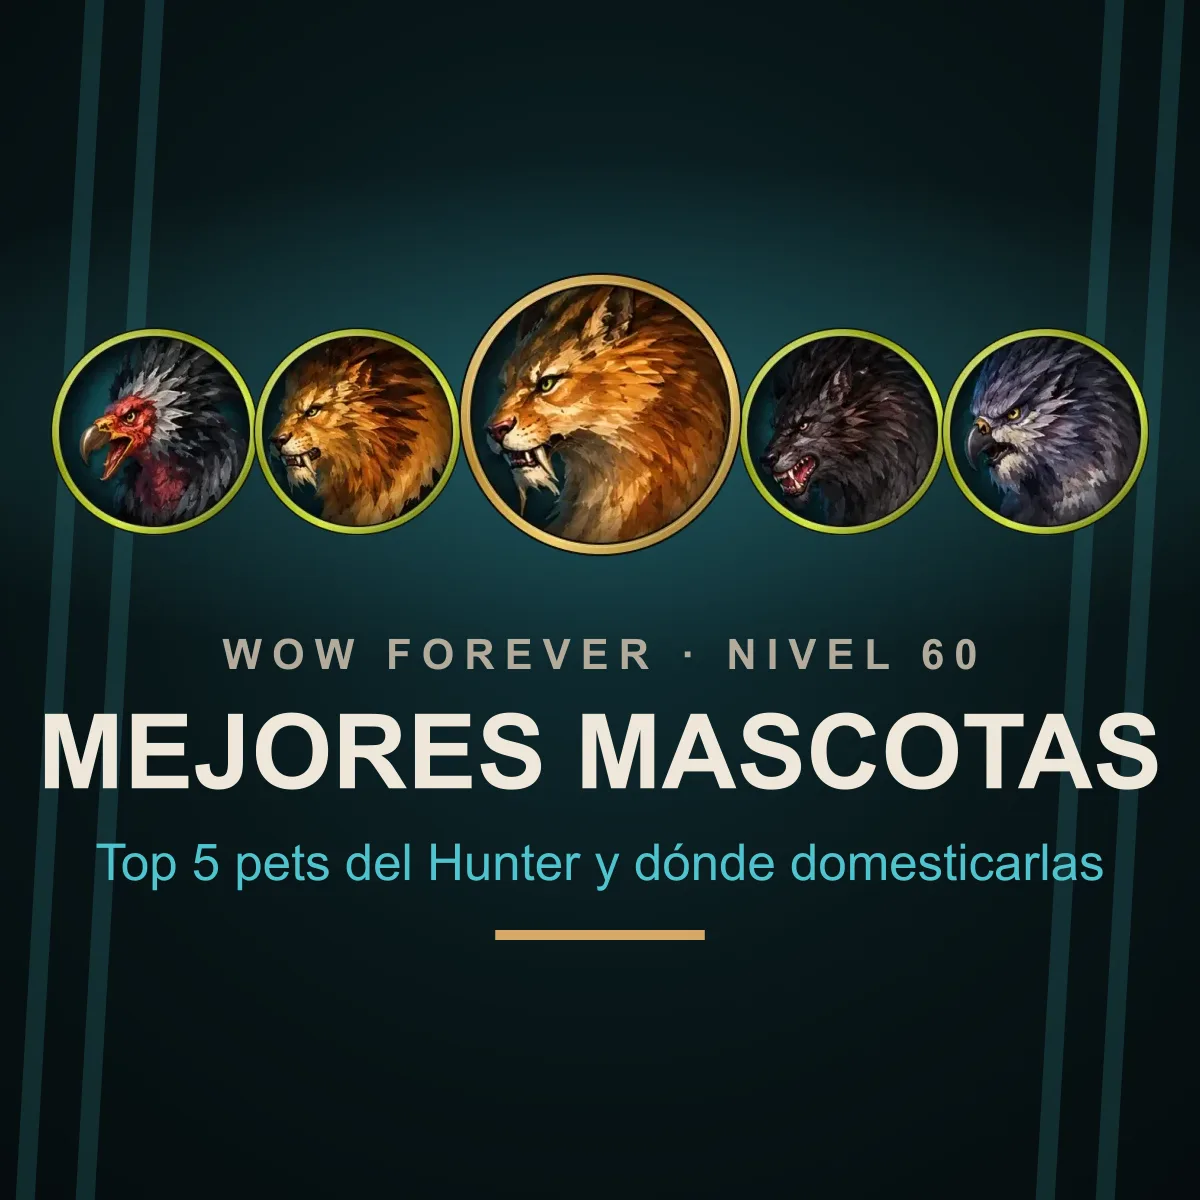 WOW FOREVER · NIVEL 60
MEJORES MASCOTAS
Top 5 pets del Hunter y dónde domesticarlas